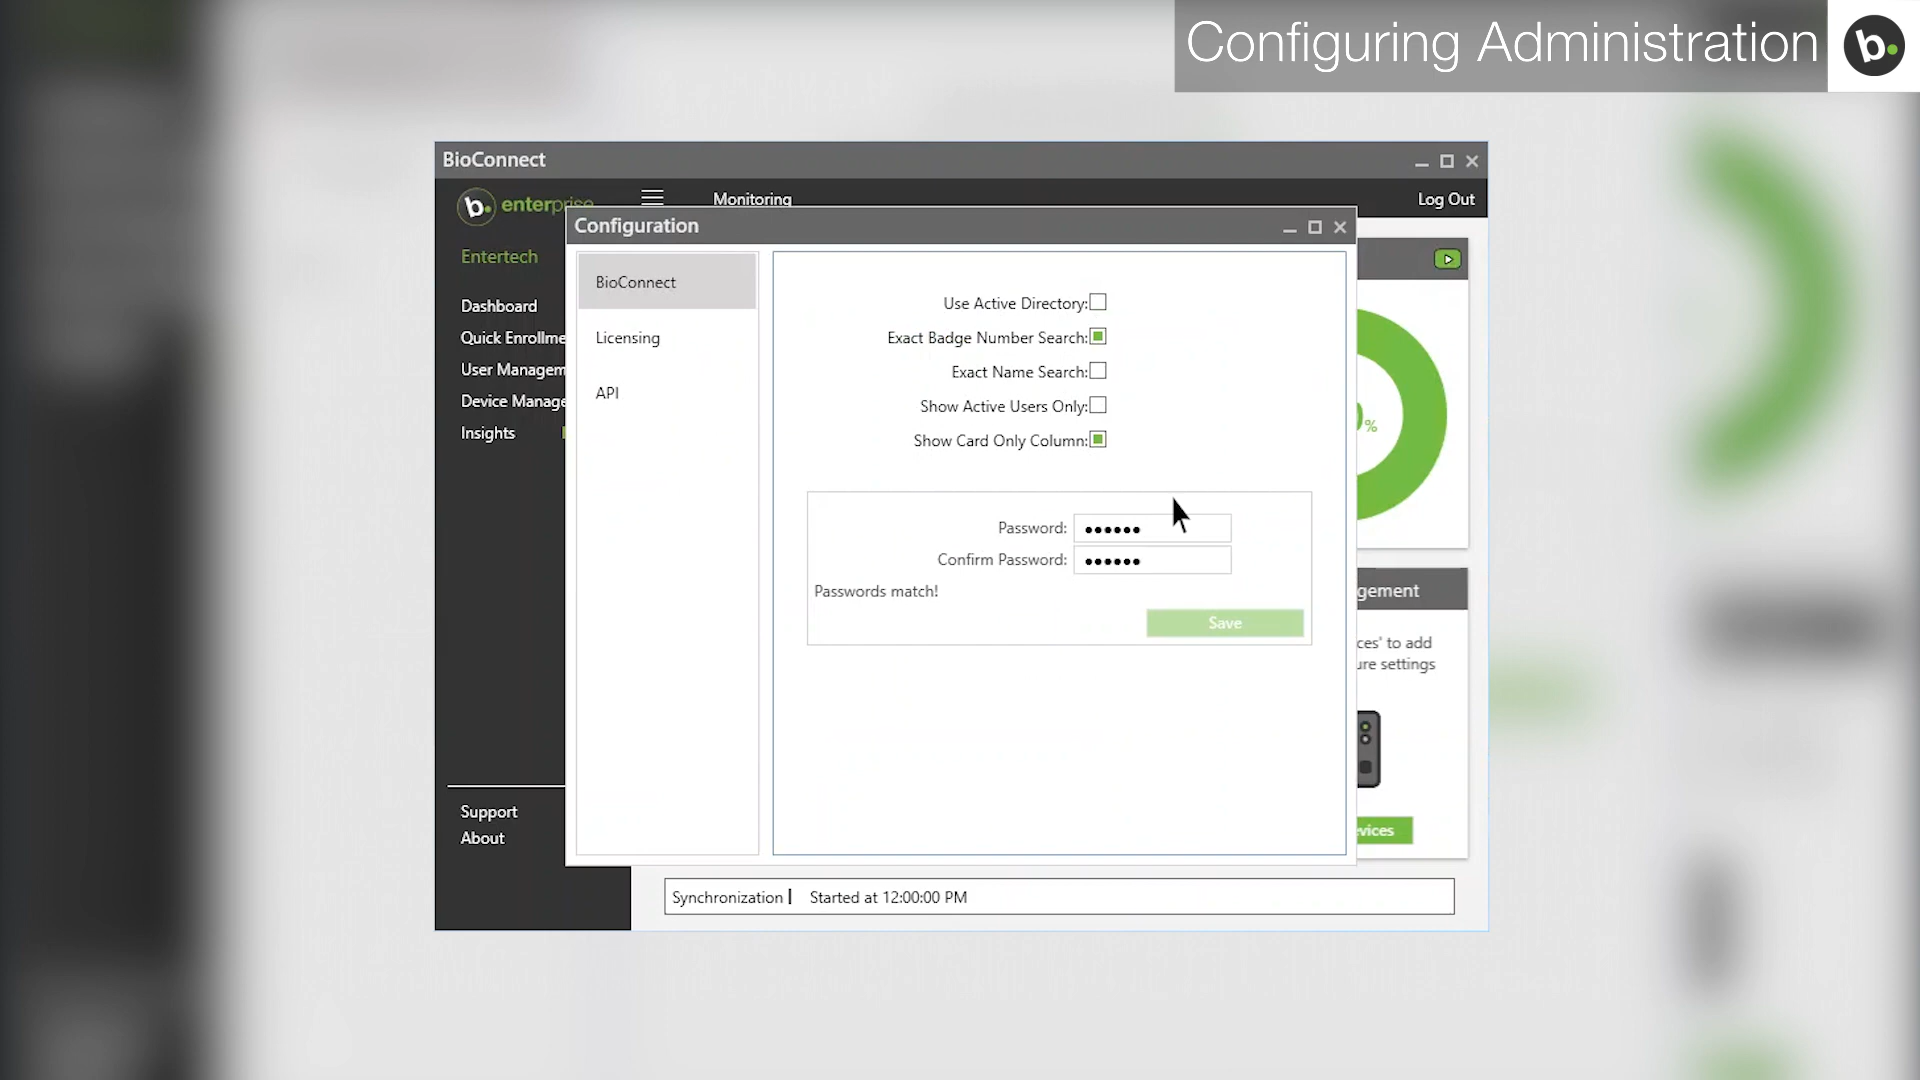 Configuring Administration
b.
BioConnect
b. enterprise
Monitoring
Log Out
Configuration
Entertech
Dashboard
Quick Enrollme
User Managem
Device Manage
Insights
Support
About
BioConnect
Licensing
API
Use Active Directory:
Exact Badge Number Search:
Exact Name Search:
Show Active Users Only:
Show Card Only Column:
Password: ●●●●●●
Confirm Password: ●●●●●●
Passwords match!
Save
%
gement
ces' to add
ure settings
vices
Synchronization | Started at 12:00:00 PM